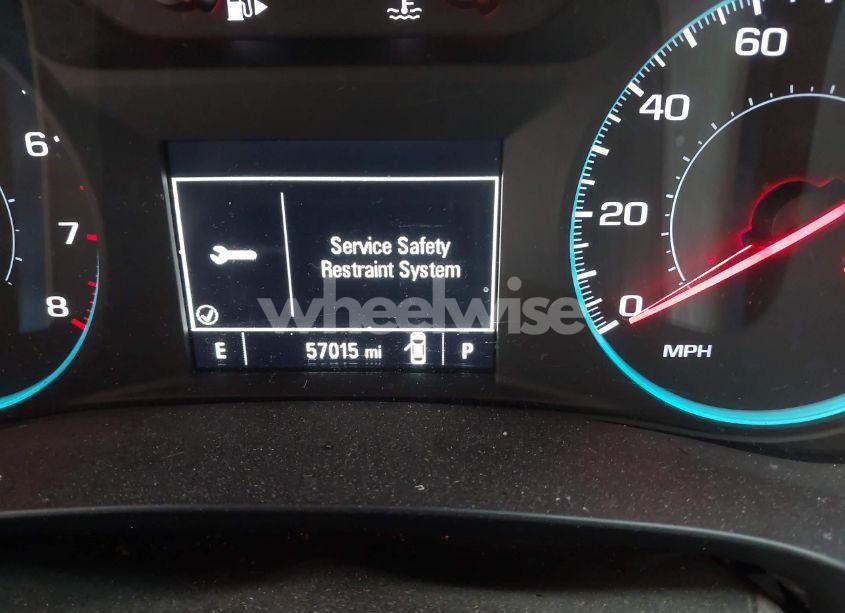 60
40
6
20
7
Service Safety
Restraint System
wheelwise
8
0
E 57015 mi P
MPH